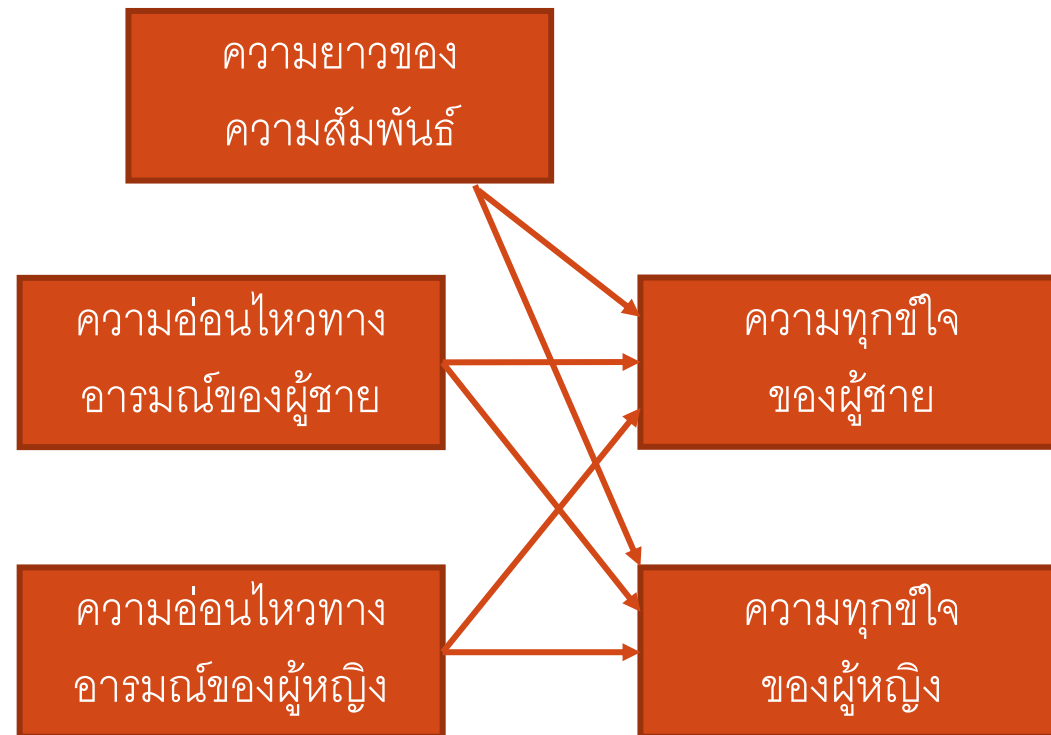 ความยาวของ
ความสัมพันธ์
ความอ่อนไหวทาง
อารมณ์ของผู้ชาย
ความทุกข์ใจ
ของผู้ชาย
ความอ่อนไหวทาง
อารมณ์ของผู้หญิง
ความทุกข์ใจ
ของผู้หญิง